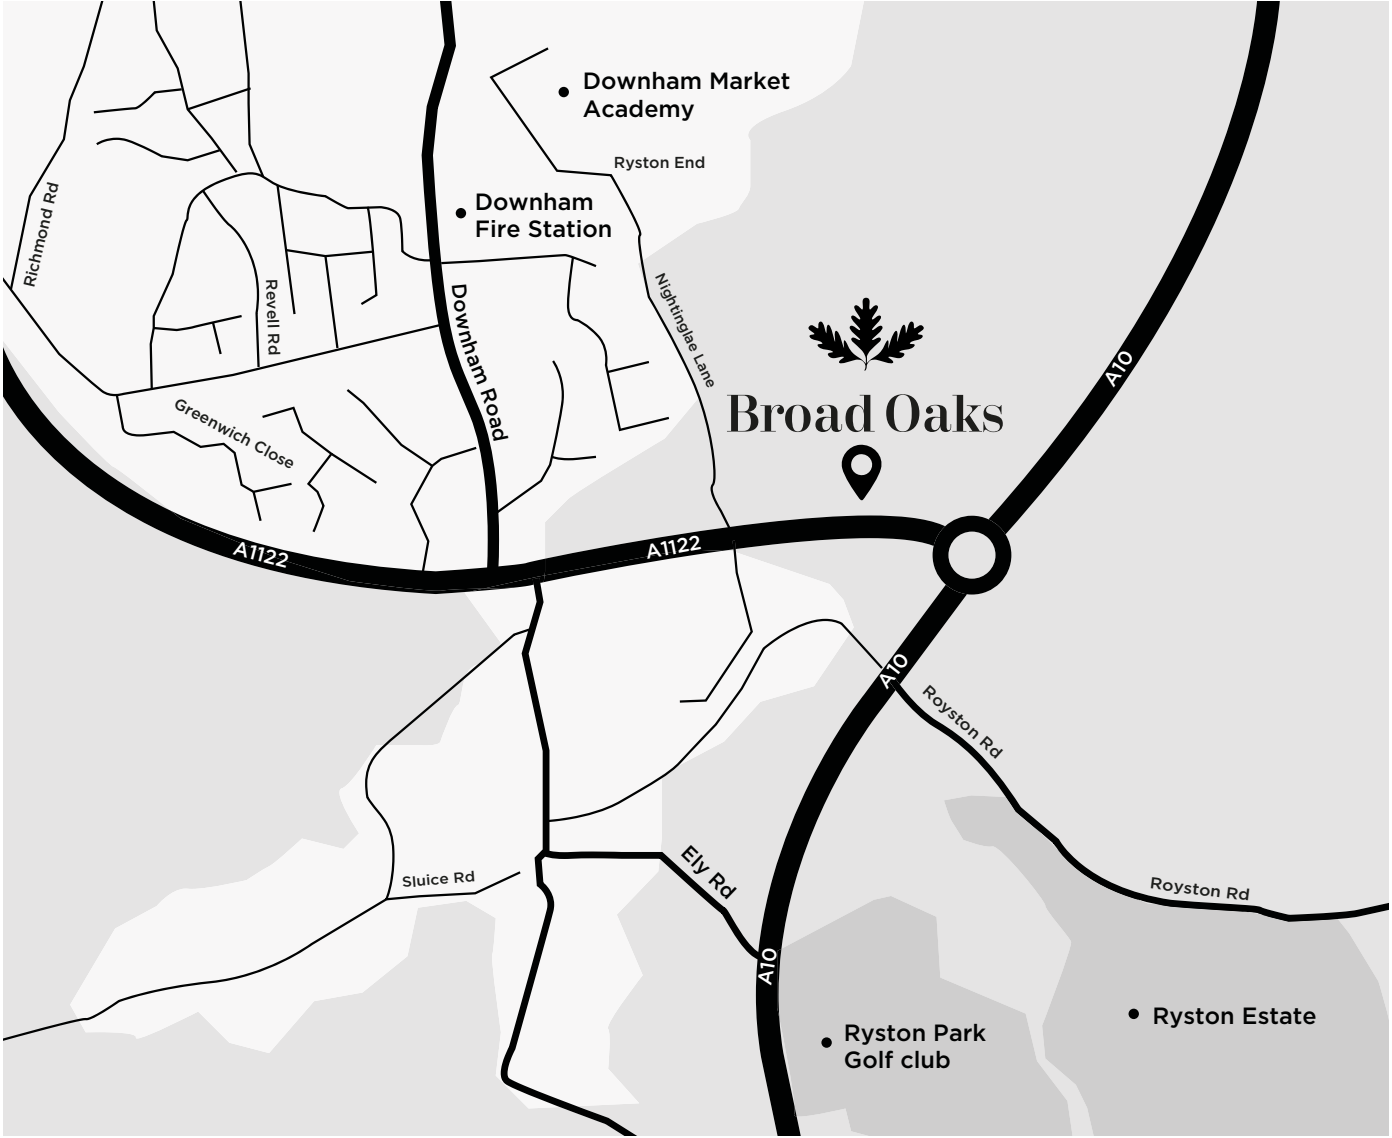 Downham Market
Academy
Ryston End
Richmond Rd
Downham
Fire Station
Revell Rd
Downham Road
Nightinglae Lane
A10
Broad Oaks
Greenwich Close
A1122
A1122
A10
Royston Rd
Ely Rd
Sluice Rd
Royston Rd
A10
Ryston Estate
Ryston Park
Golf club